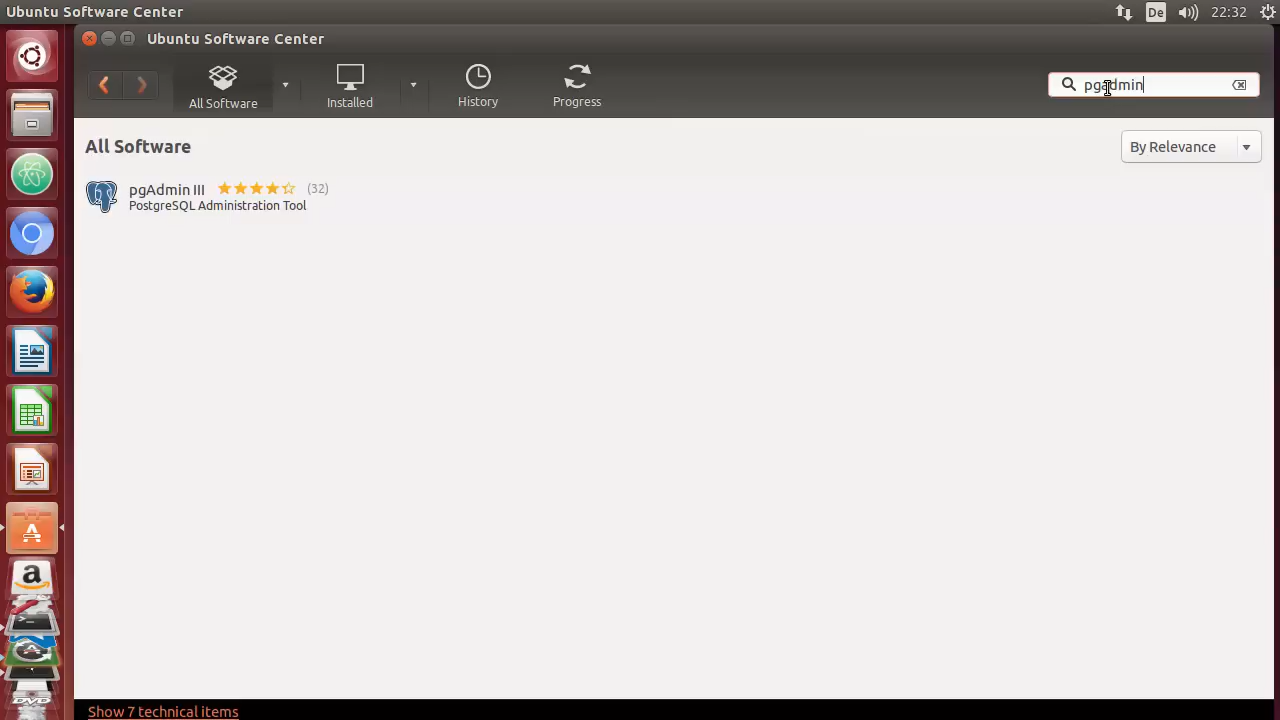 Ubuntu Software Center
De
22:32
Ubuntu Software Center
All Software
Installed
History
Progress
pgadmin
All Software
By Relevance
pgAdmin III (32)
PostgreSQL Administration Tool
a
DVD
Show 7 technical items